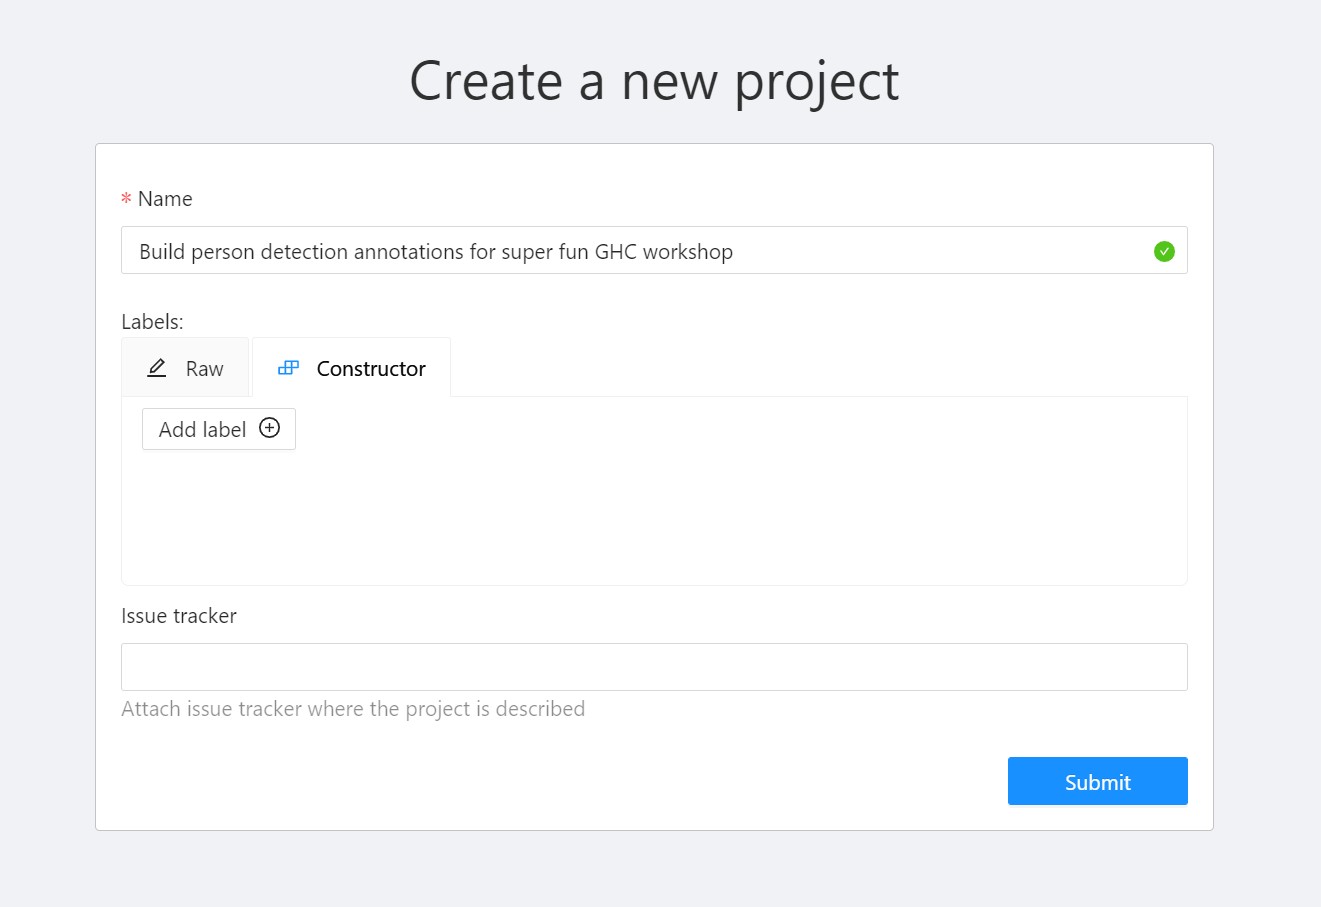 Create a new project
* Name
Build person detection annotations for super fun GHC workshop
Labels:
Raw
Constructor
Add label
Issue tracker
Attach issue tracker where the project is described
Submit